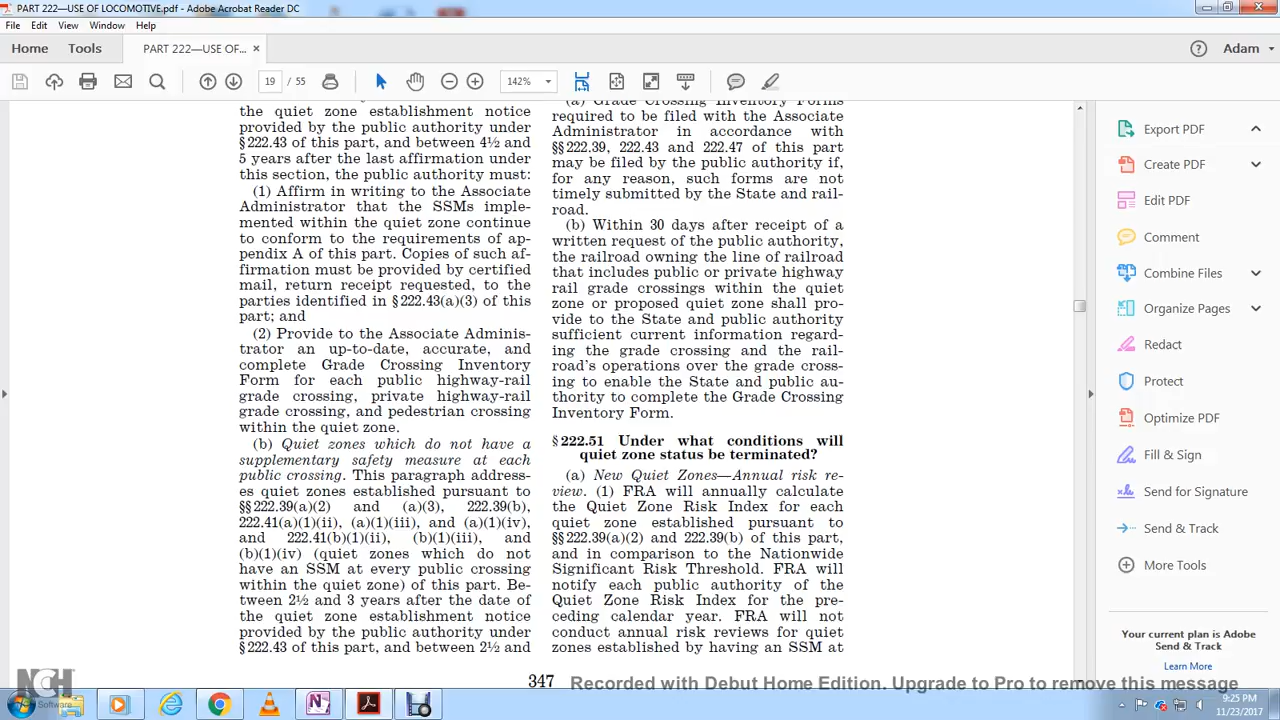 PART 222—USE OF LOCOMOTIVE.pdf - Adobe Acrobat Reader DC
File Edit View Window Help
Home Tools PART 222—USE OF... ×
Adam
19 / 55
142%
the quiet zone establishment notice
provided by the public authority under
§222.43 of this part, and between 4½ and
5 years after the last affirmation under
this section, the public authority must:
(1) Affirm in writing to the Associate
Administrator that the SSMs imple-
mented within the quiet zone continue
to conform to the requirements of ap-
pendix A of this part. Copies of such af-
firmation must be provided by certified
mail, return receipt requested, to the
parties identified in §222.43(a)(3) of this
part; and
(2) Provide to the Associate Adminis-
trator an up-to-date, accurate, and
complete Grade Crossing Inventory
Form for each public highway-rail
grade crossing, private highway-rail
grade crossing, and pedestrian crossing
within the quiet zone.
(b) Quiet zones which do not have a
supplementary safety measure at each
public crossing. This paragraph address-
es quiet zones established pursuant to
§§222.39(a)(2) and (a)(3), 222.39(b),
222.41(a)(1)(ii), (a)(1)(iii), and (a)(1)(iv),
and 222.41(b)(1)(ii), (b)(1)(iii), and
(b)(1)(iv) (quiet zones which do not
have an SSM at every public crossing
within the quiet zone) of this part. Be-
tween 2½ and 3 years after the date of
the quiet zone establishment notice
provided by the public authority under
§222.43 of this part, and between 2½ and
(a) Grade Crossing Inventory Forms
required to be filed with the Associate
Administrator in accordance with
§§222.39, 222.43 and 222.47 of this part
may be filed by the public authority if,
for any reason, such forms are not
timely submitted by the State and rail-
road.
(b) Within 30 days after receipt of a
written request of the public authority,
the railroad owning the line of railroad
that includes public or private highway
rail grade crossings within the quiet
zone or proposed quiet zone shall pro-
vide to the State and public authority
sufficient current information regard-
ing the grade crossing and the rail-
road's operations over the grade cross-
ing to enable the State and public au-
thority to complete the Grade Crossing
Inventory Form.
§222.51 Under what conditions will
quiet zone status be terminated?
(a) New Quiet Zones—Annual risk re-
view. (1) FRA will annually calculate
the Quiet Zone Risk Index for each
quiet zone established pursuant to
§§222.39(a)(2) and 222.39(b) of this part,
and in comparison to the Nationwide
Significant Risk Threshold. FRA will
notify each public authority of the
Quiet Zone Risk Index for the pre-
ceding calendar year. FRA will not
conduct annual risk reviews for quiet
zones established by having an SSM at
347
Export PDF
Create PDF
Edit PDF
Comment
Combine Files
Organize Pages
Redact
Protect
Optimize PDF
Fill & Sign
Send for Signature
Send & Track
More Tools
Your current plan is Adobe
Send & Track
Learn More
NCH
Software
Recorded with Debut Home Edition. Upgrade to Pro to remove this message
9:25 PM
11/23/2017